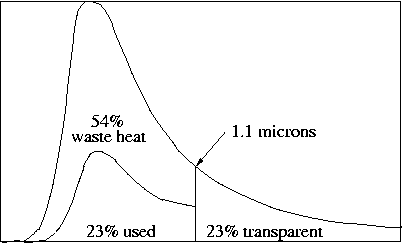 54%
waste heat
1.1 microns
23% used
23% transparent